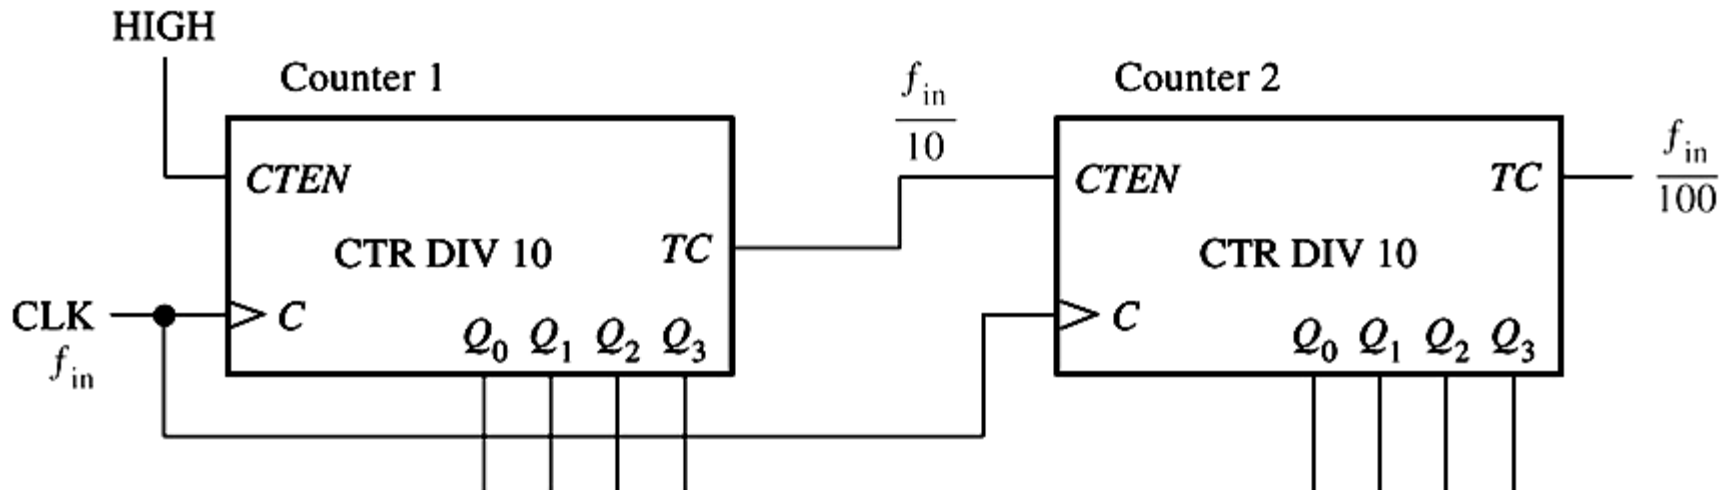 HIGH
Counter 1
f_in
10
Counter 2
f_in
100
CTEN
CTR DIV 10
TC
C
Q0 Q1 Q2 Q3
CLK
f_in
CTEN
TC
CTR DIV 10
C
Q0 Q1 Q2 Q3